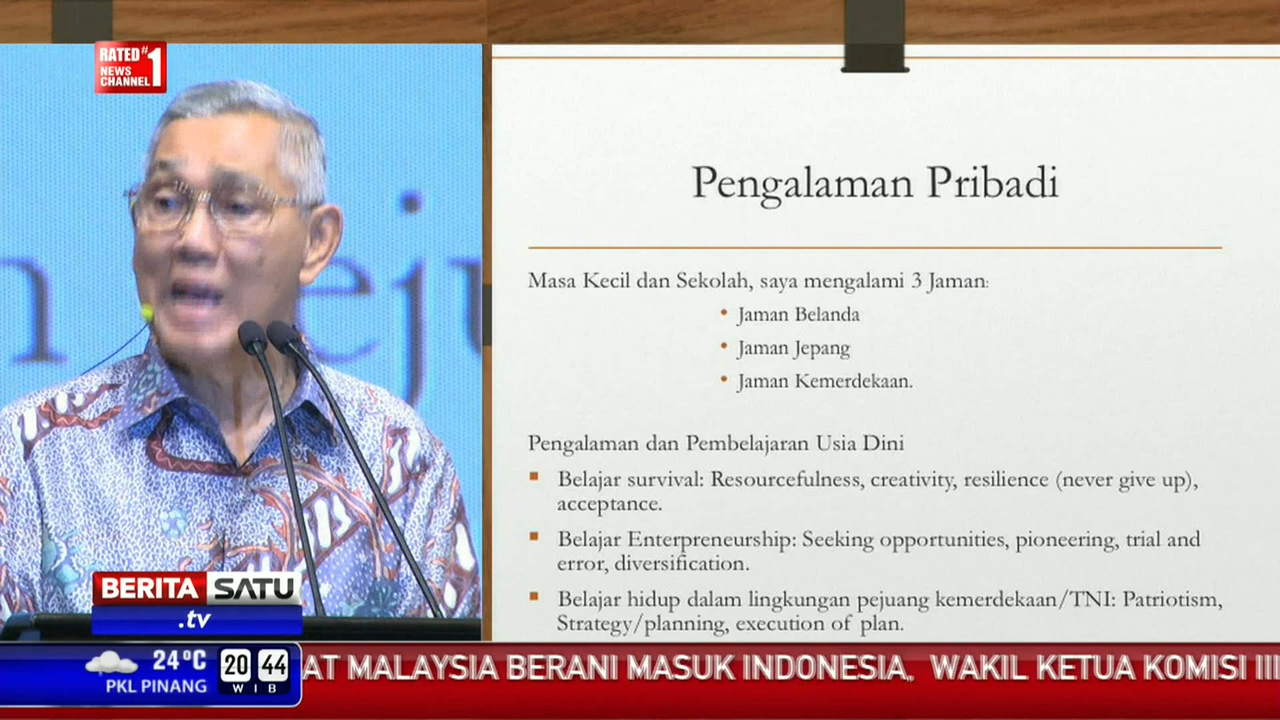 RATED #1
NEWS
CHANNEL
n
eju
Pengalaman Pribadi
Masa Kecil dan Sekolah, saya mengalami 3 Jaman:
• Jaman Belanda
• Jaman Jepang
• Jaman Kemerdekaan.
Pengalaman dan Pembelajaran Usia Dini
▪ Belajar survival: Resourcefulness, creativity, resilience (never give up),
acceptance.
▪ Belajar Enterpreneurship: Seeking opportunities, pioneering, trial and
error, diversification.
▪ Belajar hidup dalam lingkungan pejuang kemerdekaan/TNI: Patriotism,
Strategy/planning, execution of plan.
BERITA SATU
.tv
24°C
PKL PINANG
20 44
WIB
AT MALAYSIA BERANI MASUK INDONESIA, WAKIL KETUA KOMISI III